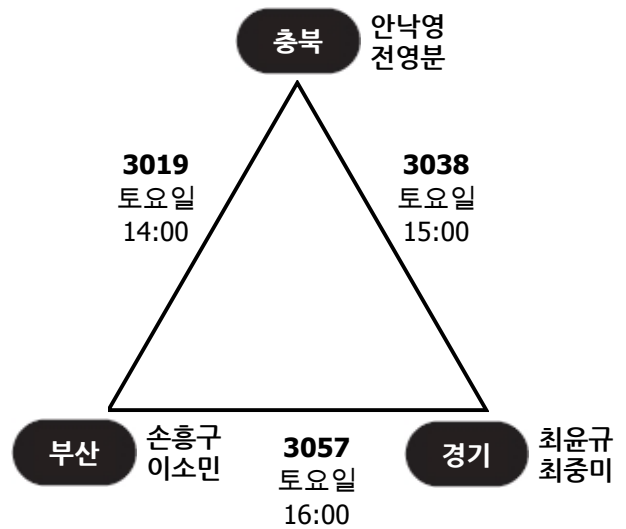 충북
안낙영
전영분
3019
토요일
14:00
3038
토요일
15:00
부산
손흥구
이소민
3057
토요일
16:00
경기
최윤규
최중미